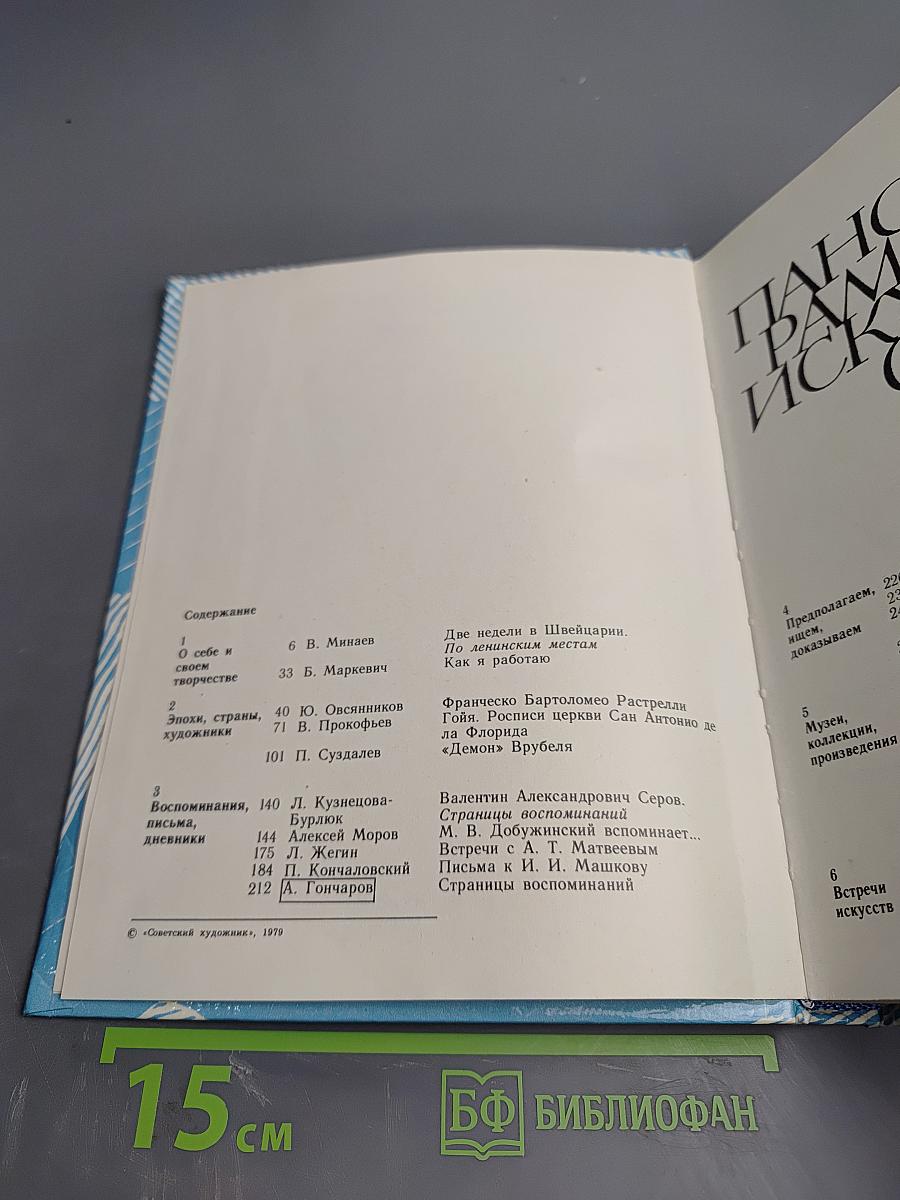 Содержание
1
О себе и своем творчестве
6 В. Минаев Две недели в Швейцарии.
По ленинским местам
33 Б. Маркевич Как я работаю
2
Эпохи, страны, художники
40 Ю. Овсянников Франческо Бартоломео Растрелли
71 В. Прокофьев Гойя. Росписи церкви Сан Антонио де
ла Флорида
101 П. Суздалев «Демон» Врубеля
3
Воспоминания, письма, дневники
140 Л. Кузнецова-Бурлюк Валентин Александрович Серов.
Страницы воспоминаний
144 Алексей Моров М. В. Добужинский вспоминает...
175 Л. Жегин Встречи с А. Т. Матвеевым
184 П. Кончаловский Письма к И. И. Машкову
212 А. Гончаров Страницы воспоминаний
© «Советский художник», 1979
ПАНО
РАМ
ИСК
4
Предполагаем,
ищем,
доказываем
5
Музеи,
коллекции,
произведения
6
Встречи
искусств
15 см
БФ БИБЛИОФАН